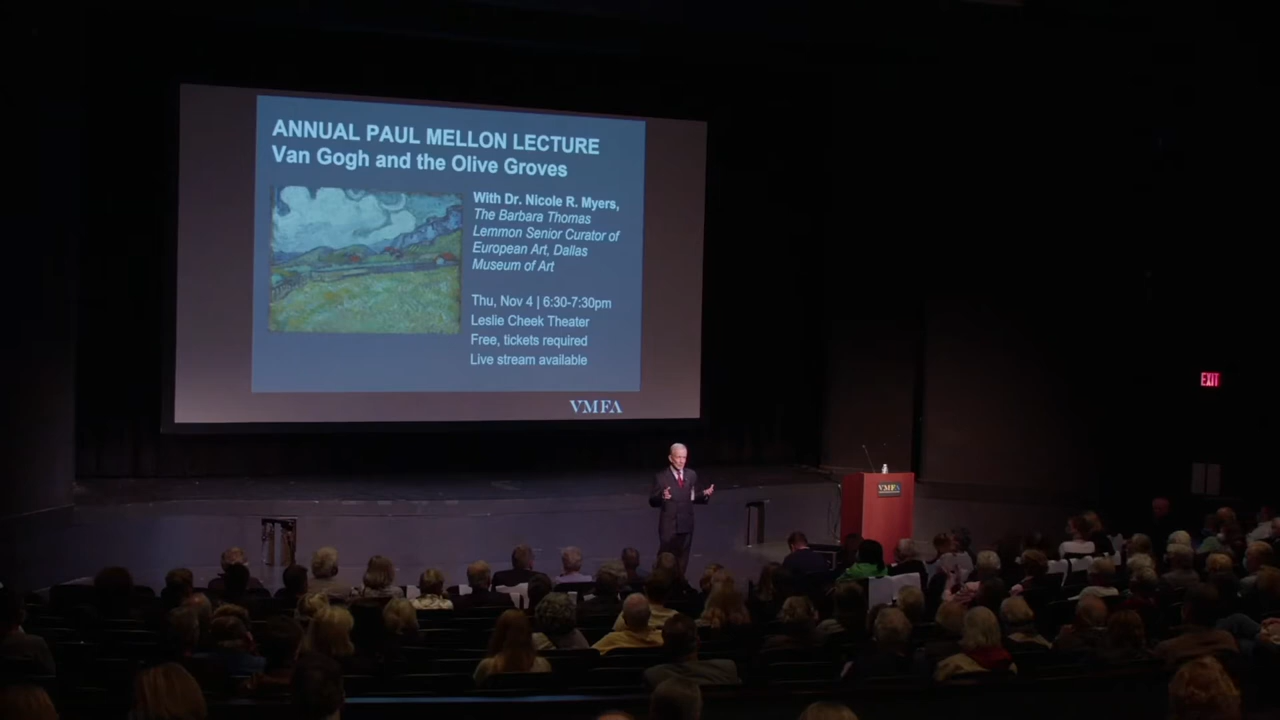 ANNUAL PAUL MELLON LECTURE
Van Gogh and the Olive Groves
With Dr. Nicole R. Myers,
The Barbara Thomas
Lemmon Senior Curator of
European Art, Dallas
Museum of Art
Thu, Nov 4 | 6:30-7:30pm
Leslie Cheek Theater
Free, tickets required
Live stream available
VMFA
EXIT
VMFA